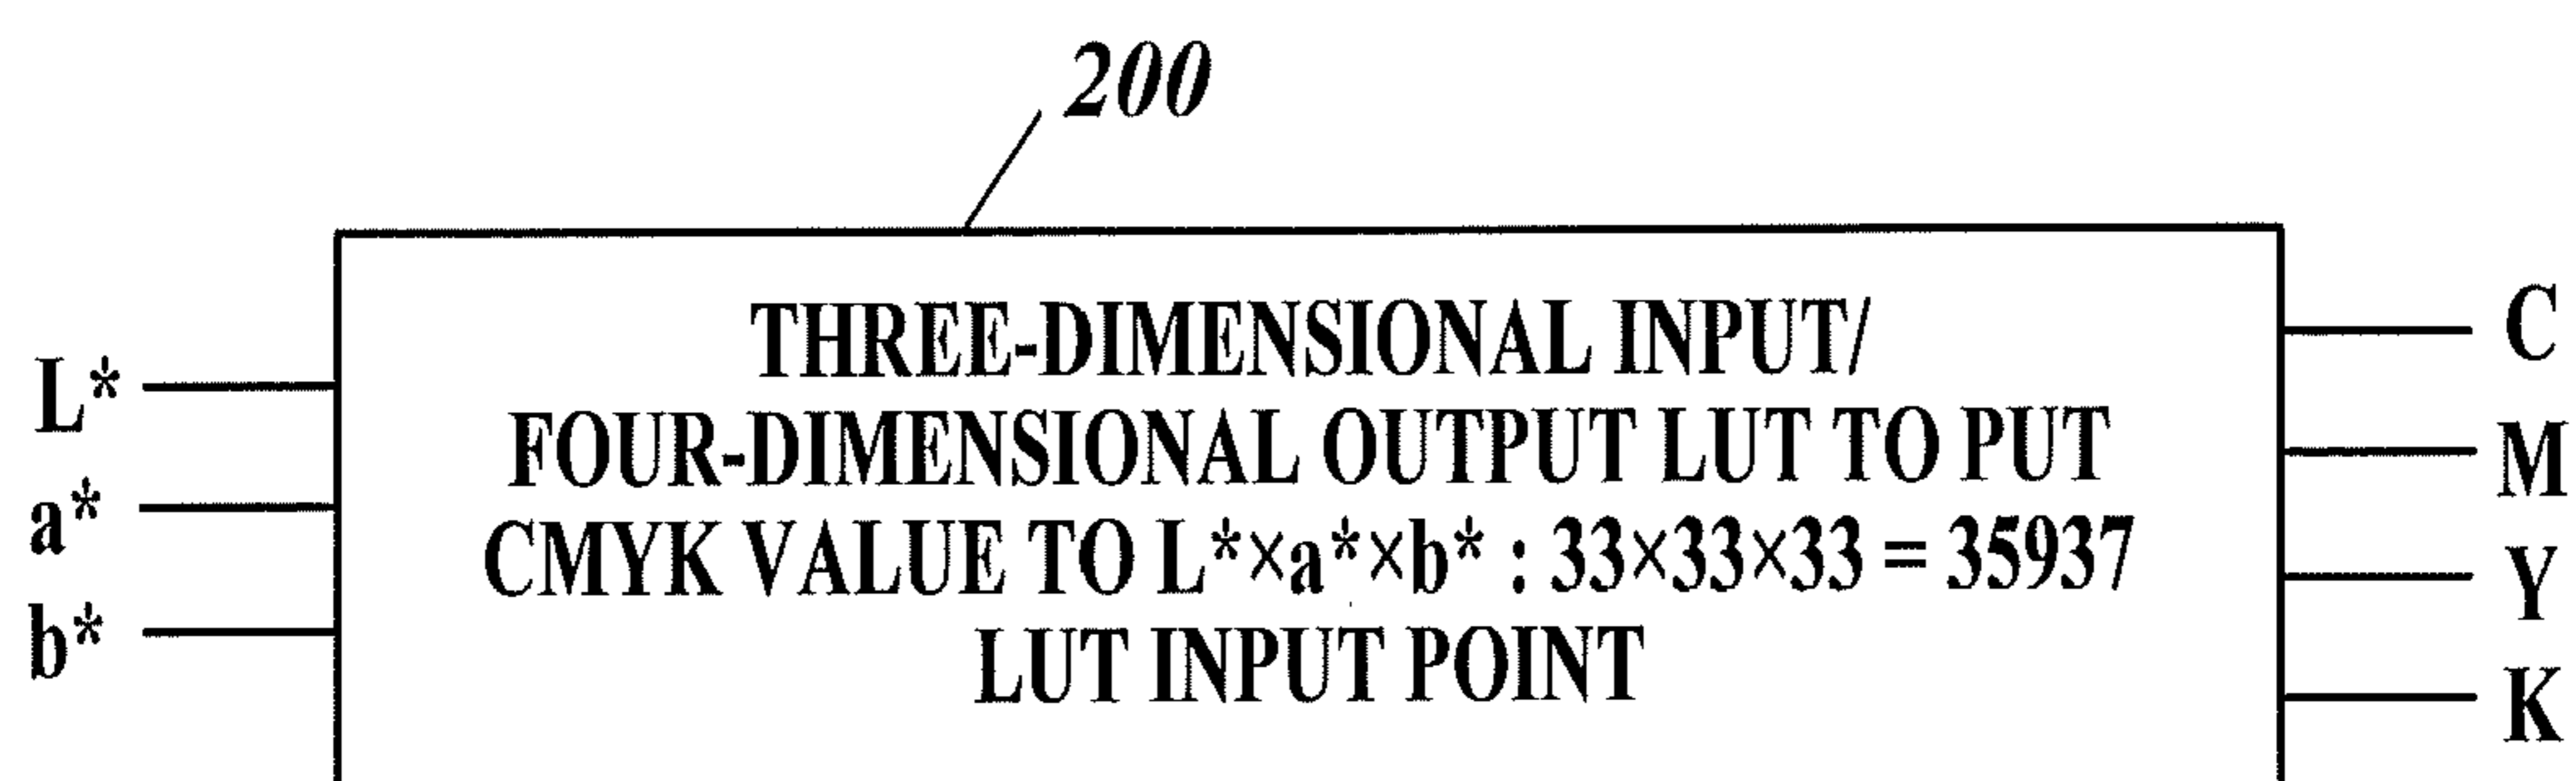 200
THREE-DIMENSIONAL INPUT/
FOUR-DIMENSIONAL OUTPUT LUT TO PUT
CMYK VALUE TO L*×a*×b* : 33×33×33 = 35937
LUT INPUT POINT
L*
a*
b*
C
M
Y
K